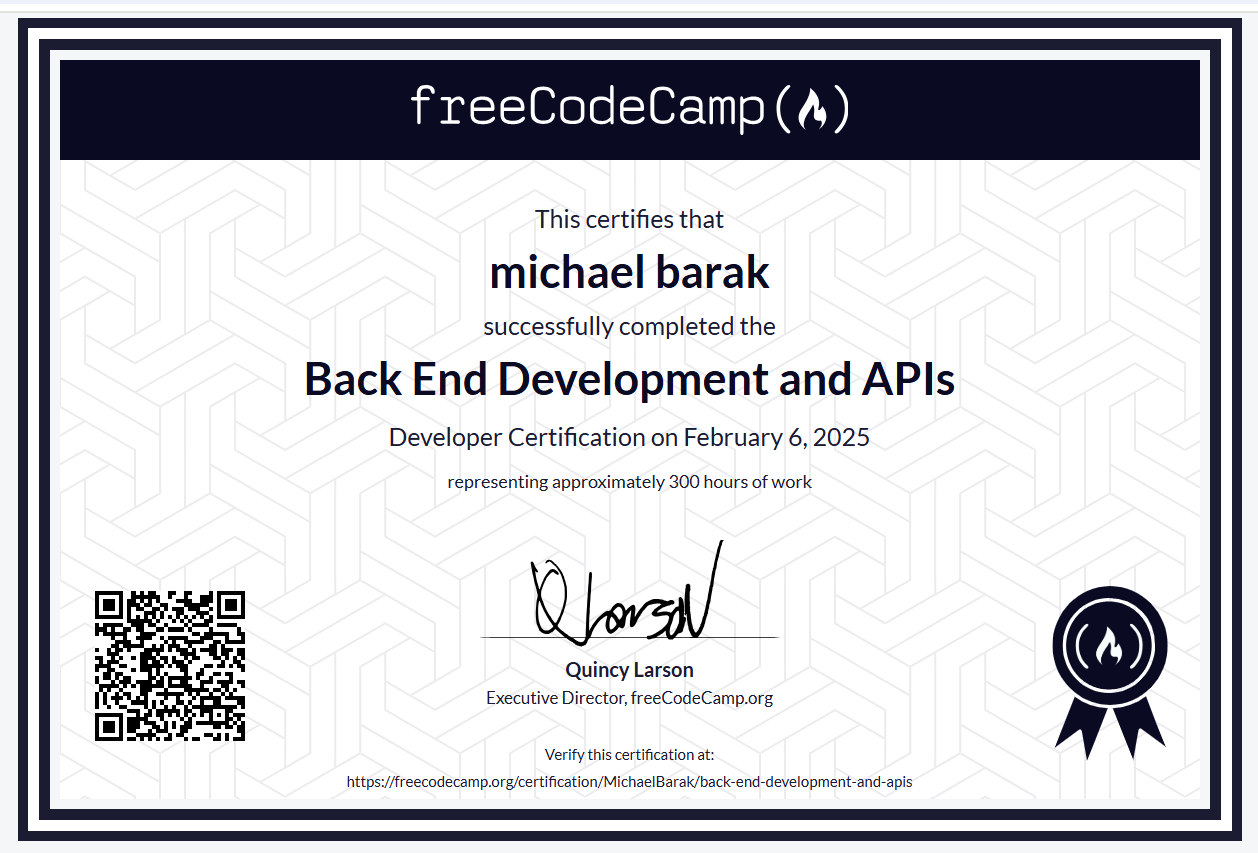 freeCodeCamp
This certifies that
michael barak
successfully completed the
Back End Development and APIs
Developer Certification on February 6, 2025
representing approximately 300 hours of work
Quincy Larson
Executive Director, freeCodeCamp.org
Verify this certification at:
https://freecodecamp.org/certification/MichaelBarak/back-end-development-and-apis